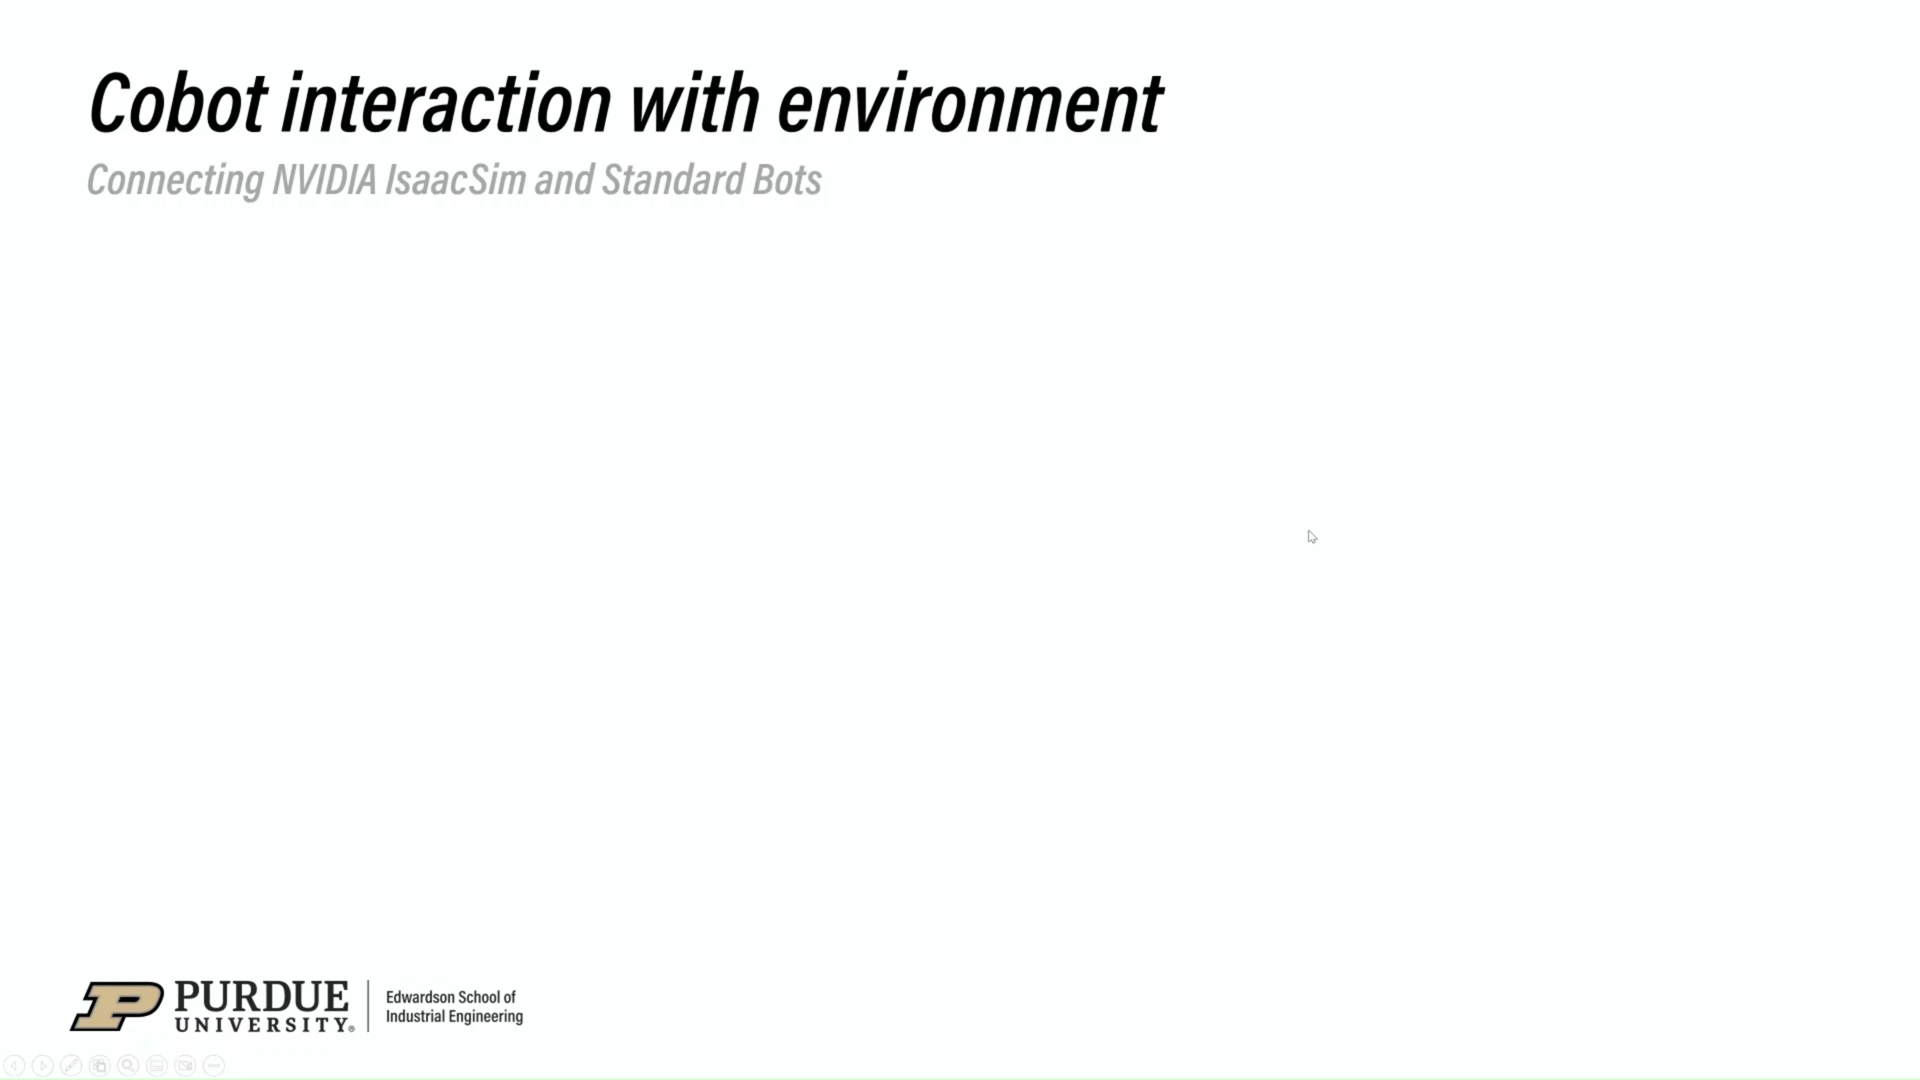 Cobot interaction with environment
Connecting NVIDIA IsaacSim and Standard Bots
PURDUE
UNIVERSITY®
Edwardson School of
Industrial Engineering